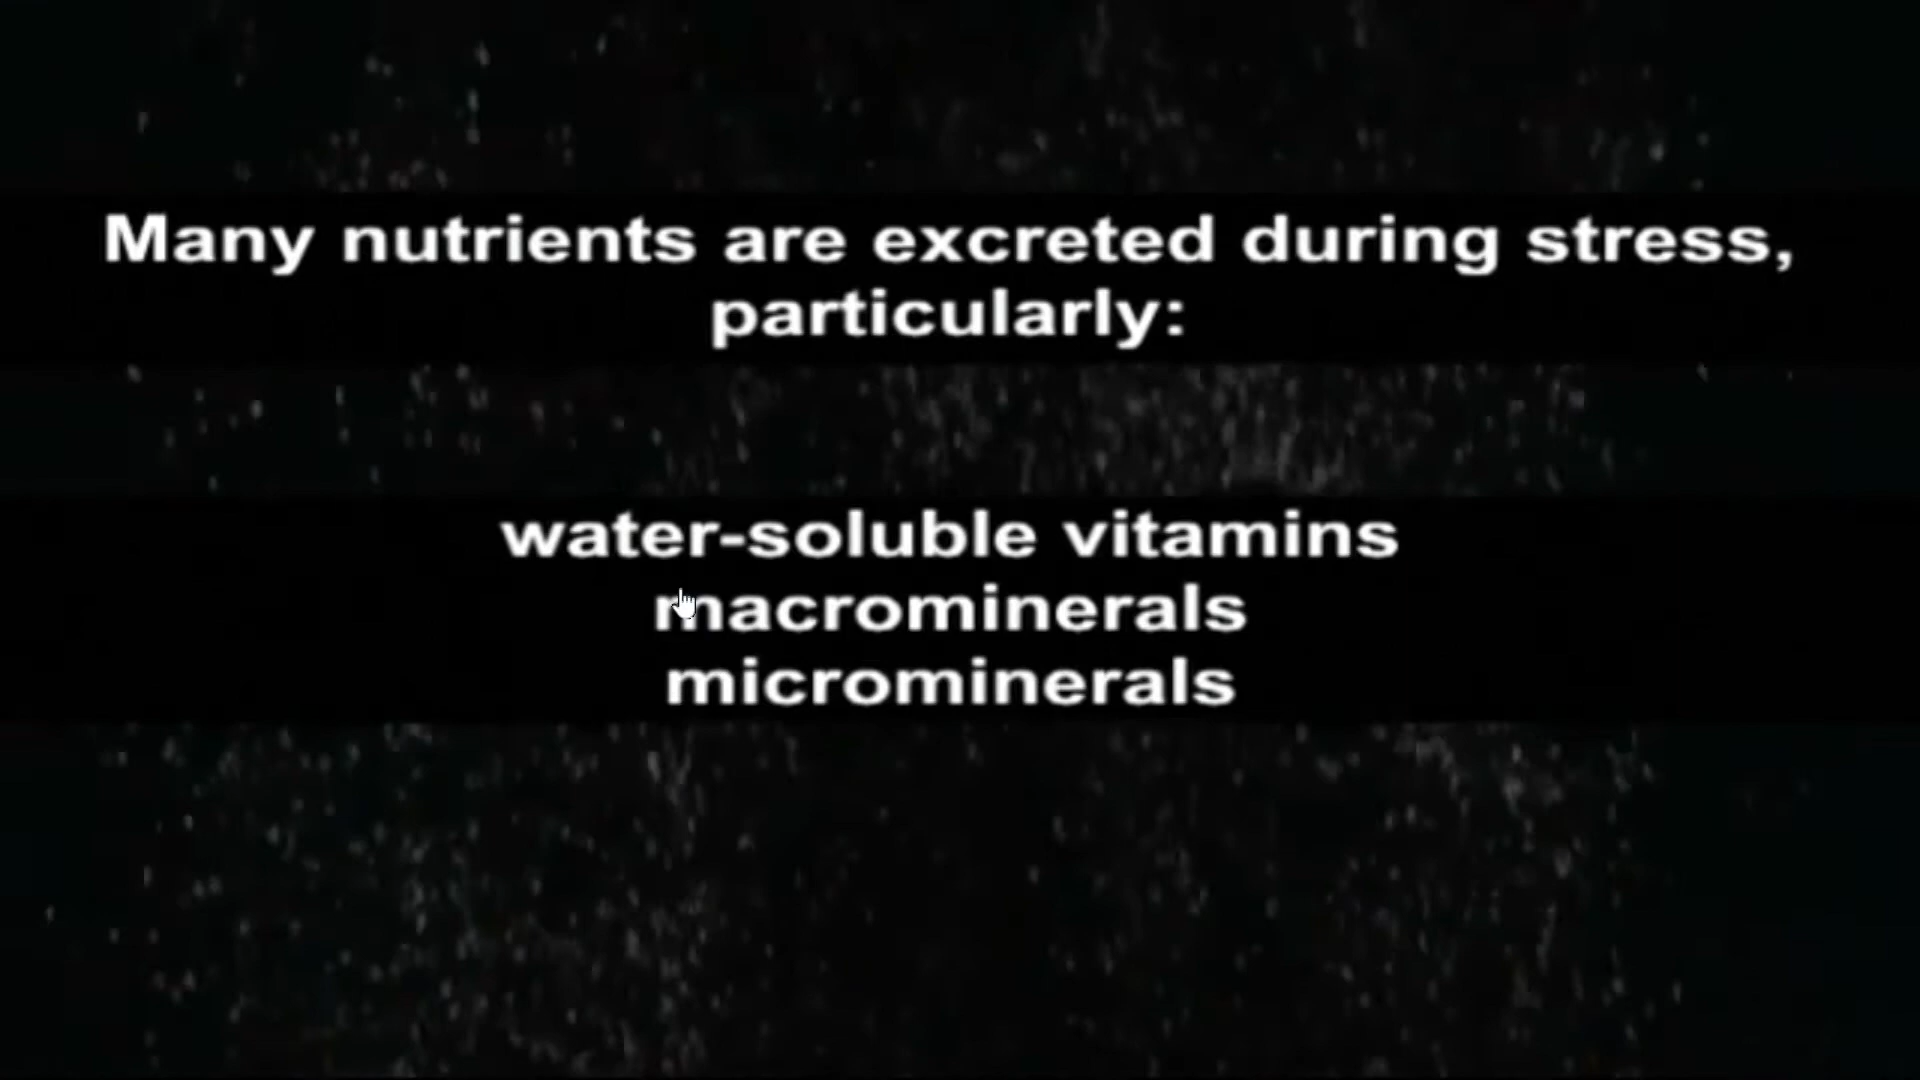 Many nutrients are excreted during stress,
particularly:
water-soluble vitamins
macrominerals
microminerals